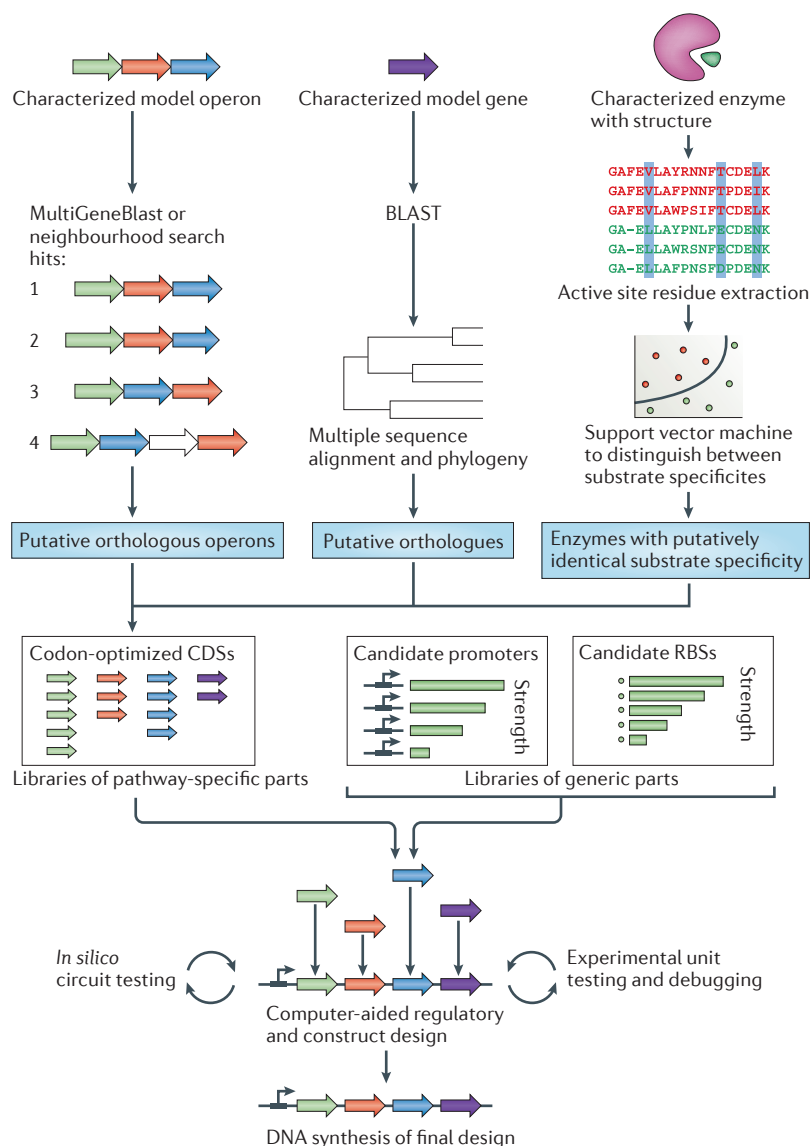 Characterized model operon
Characterized model gene
Characterized enzyme
with structure
GAFEVLAYRNNFTCDELK
GAFEVLAFPNNFTPDEIK
GAFEVLAWPSIFTCDELK
GA-ELLAYPNLFECDENK
GA-ELLAWRSNFECDENK
GA-ELLAFPNSFDPDENK
Active site residue extraction
MultiGeneBlast or
neighbourhood search
hits:
1
2
3
4
BLAST
Multiple sequence
alignment and phylogeny
Support vector machine
to distinguish between
substrate specificites
Putative orthologous operons
Putative orthologues
Enzymes with putatively
identical substrate specificity
Codon-optimized CDSs
Candidate promoters
Strength
Candidate RBSs
Strength
Libraries of pathway-specific parts
Libraries of generic parts
In silico
circuit testing
Experimental unit
testing and debugging
Computer-aided regulatory
and construct design
DNA synthesis of final design